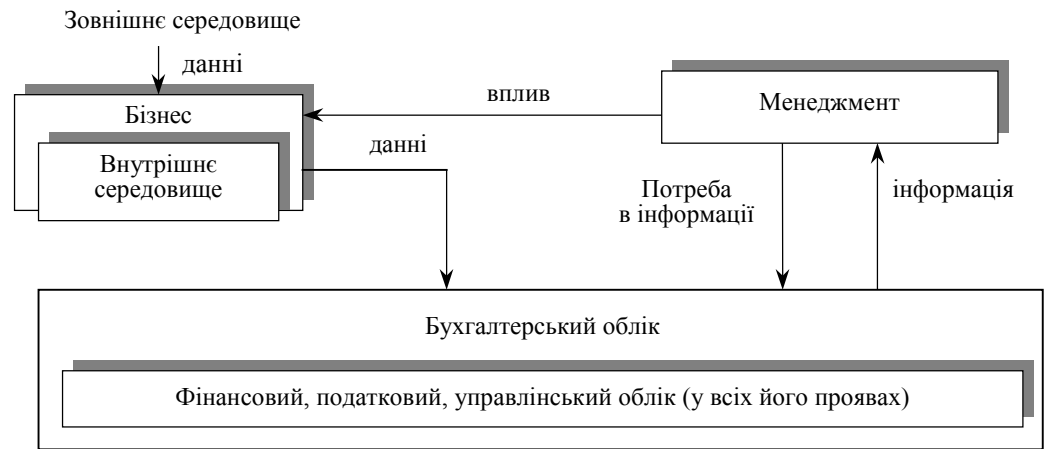 Зовнішнє середовище
данні
Бізнес
вплив
Менеджмент
данні
Внутрішнє
середовище
Потреба
в інформації
інформація
Бухгалтерський облік
Фінансовий, податковий, управлінський облік (у всіх його проявах)